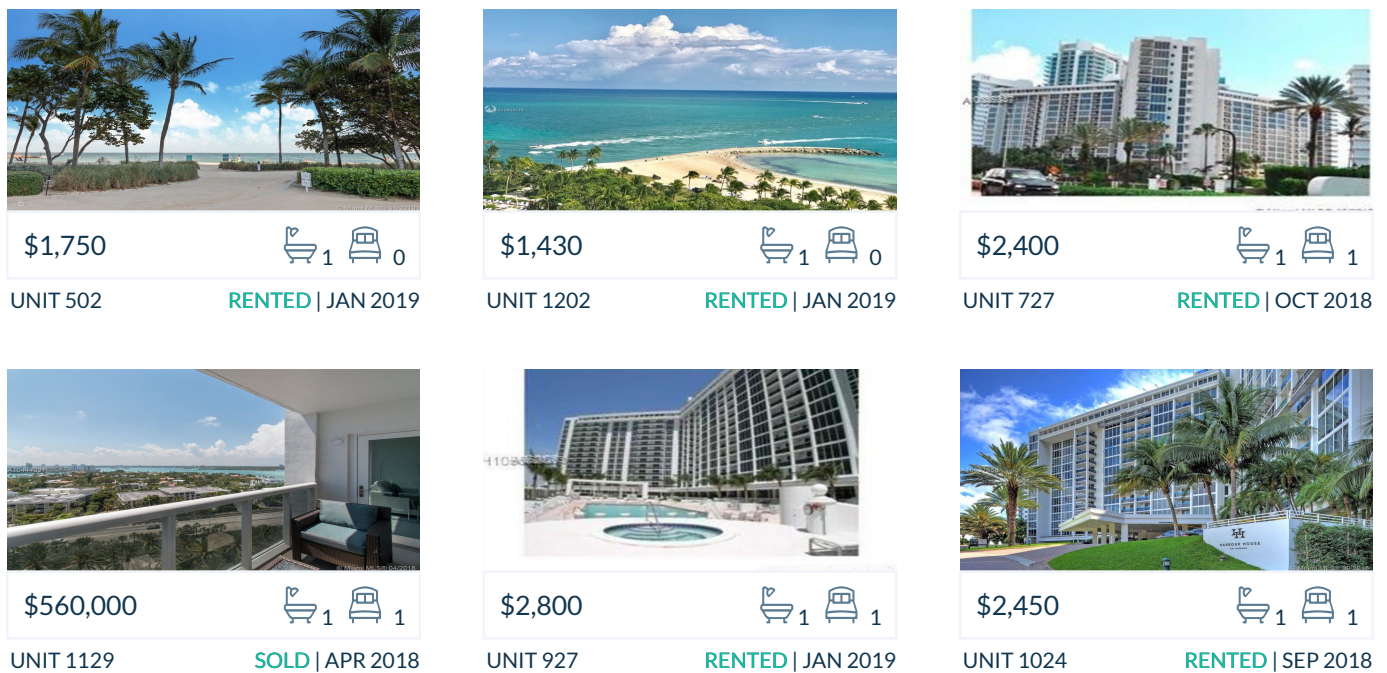 $1,750 1 0
UNIT 502 RENTED | JAN 2019
$1,430 1 0
UNIT 1202 RENTED | JAN 2019
$2,400 1 1
UNIT 727 RENTED | OCT 2018
$560,000 1 1
UNIT 1129 SOLD | APR 2018
$2,800 1 1
UNIT 927 RENTED | JAN 2019
HARBOUR HOUSE
$2,450 1 1
UNIT 1024 RENTED | SEP 2018